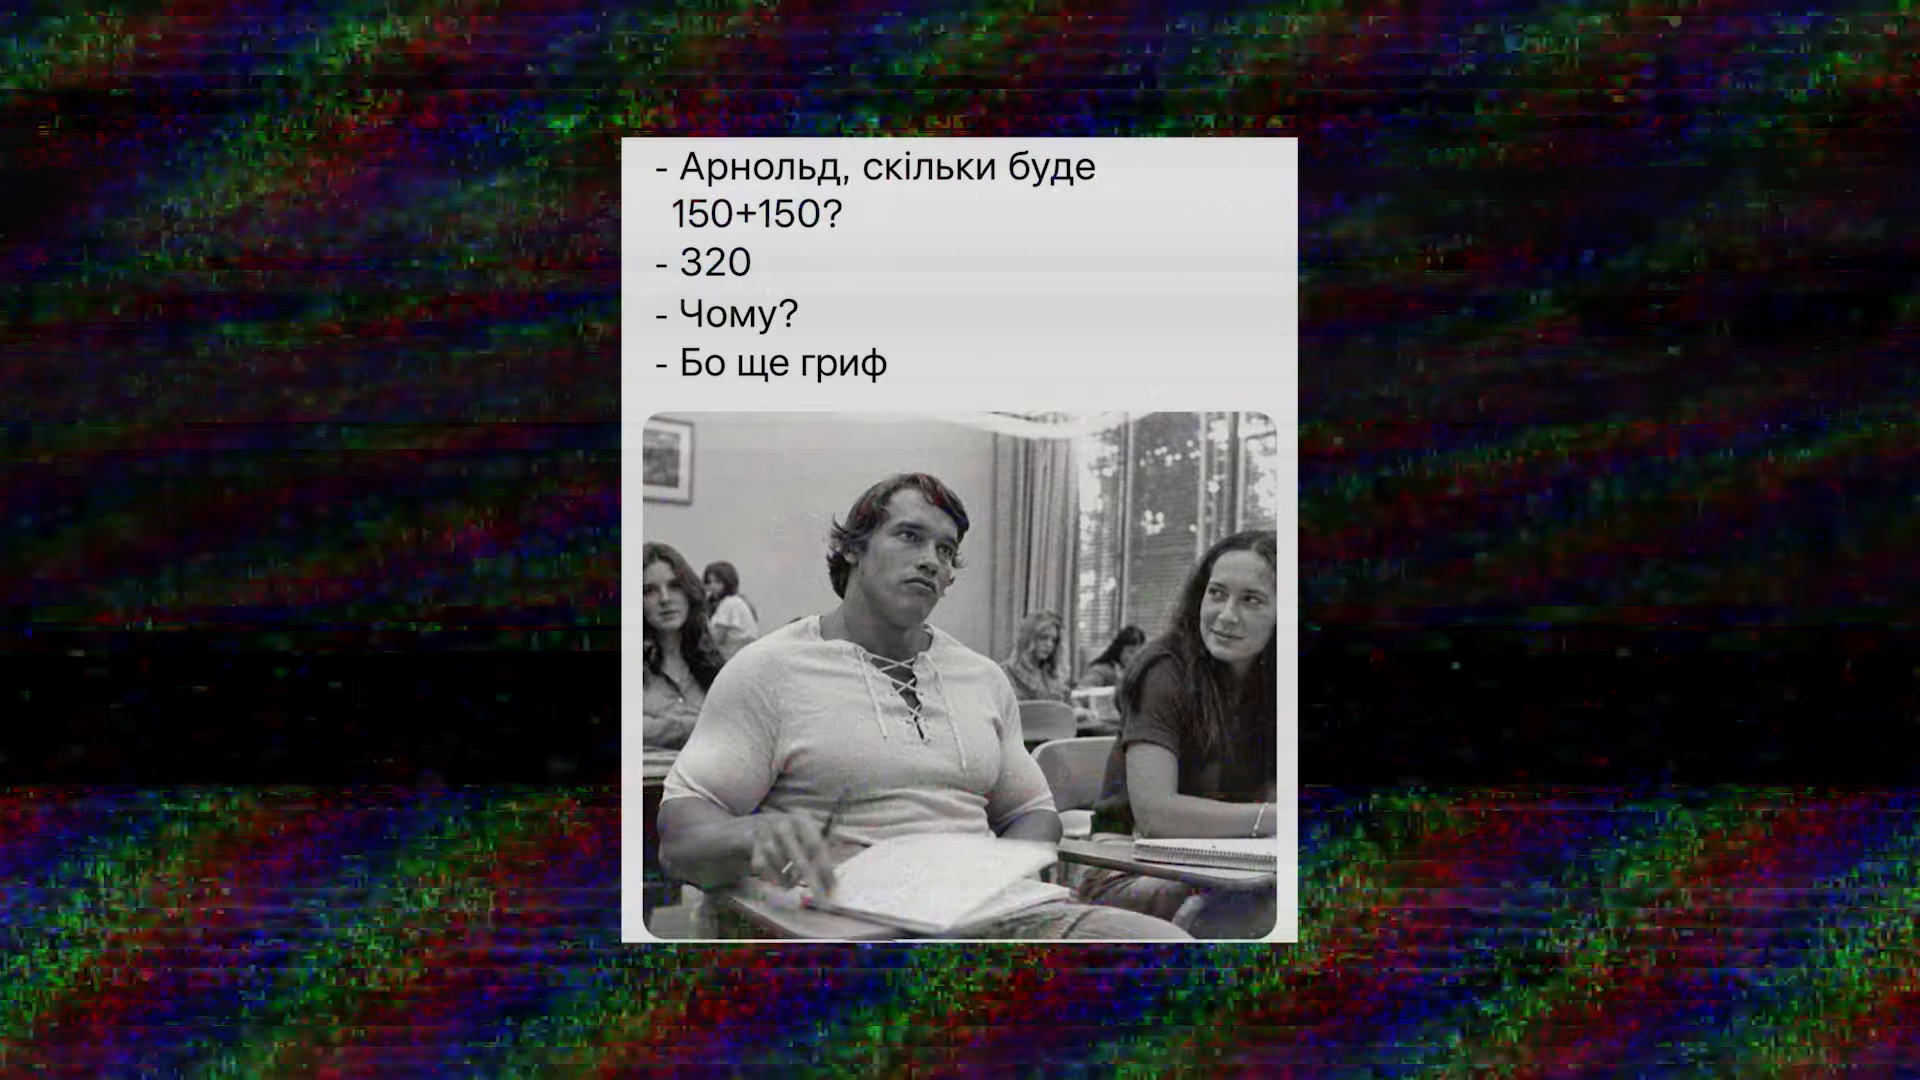 - Арнольд, скільки буде
150+150?
- 320
- Чому?
- Бо ще гриф